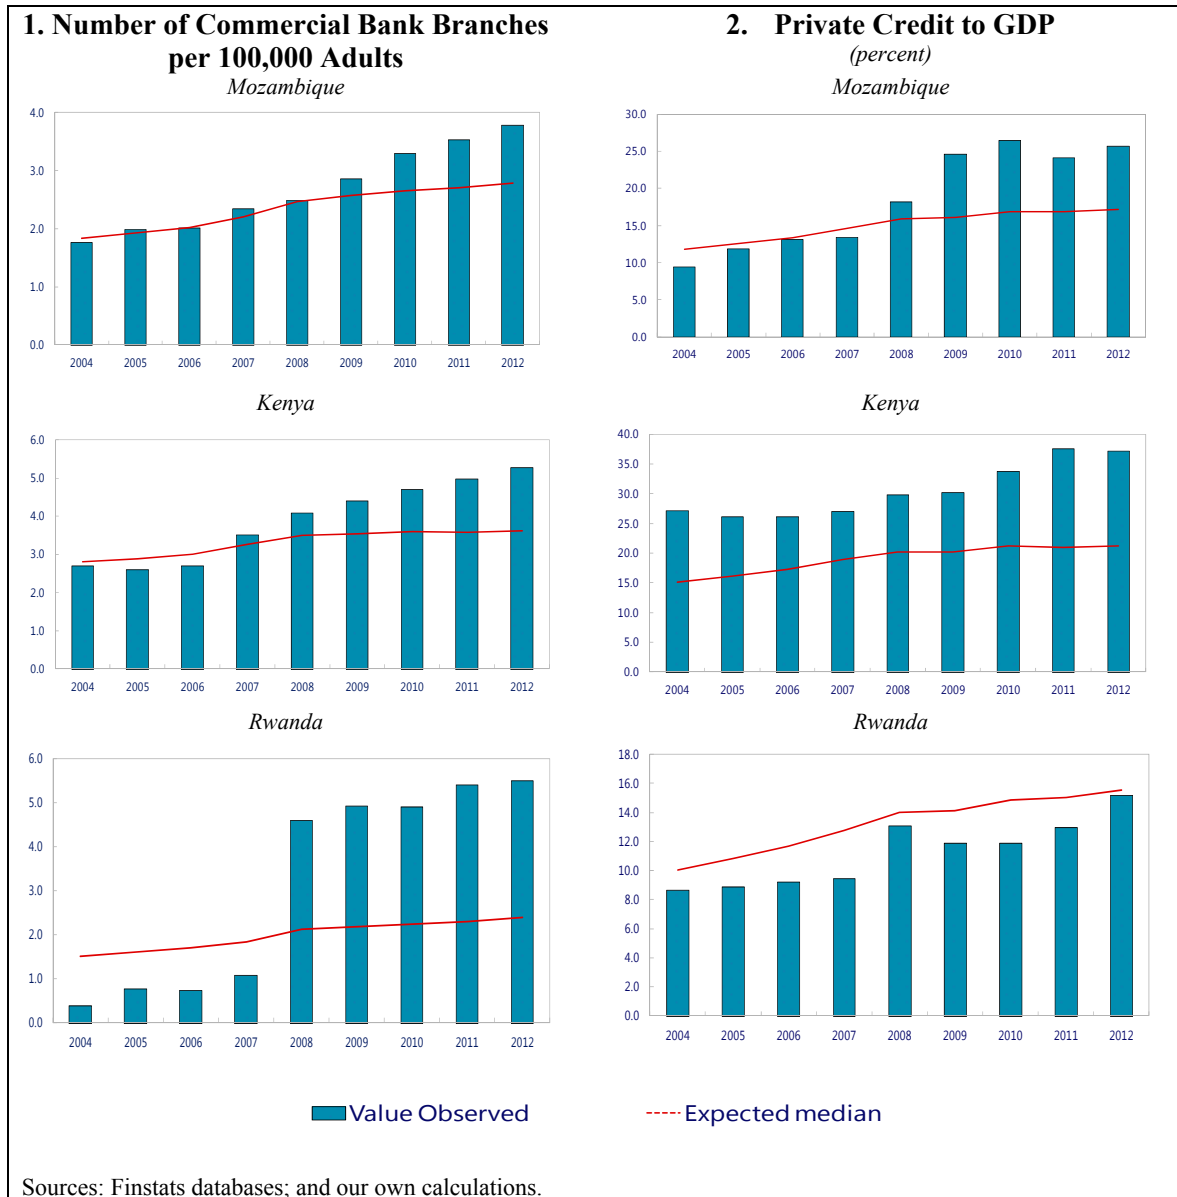 1. Number of Commercial Bank Branches
per 100,000 Adults
Mozambique
4.0
3.0
2.0
1.0
0.0
2004 2005 2006 2007 2008 2009 2010 2011 2012
Kenya
6.0
5.0
4.0
3.0
2.0
1.0
0.0
2004 2005 2006 2007 2008 2009 2010 2011 2012
Rwanda
6.0
5.0
4.0
3.0
2.0
1.0
0.0
2004 2005 2006 2007 2008 2009 2010 2011 2012
2. Private Credit to GDP
(percent)
Mozambique
30.0
25.0
20.0
15.0
10.0
5.0
0.0
2004 2005 2006 2007 2008 2009 2010 2011 2012
Kenya
40.0
35.0
30.0
25.0
20.0
15.0
10.0
5.0
0.0
2004 2005 2006 2007 2008 2009 2010 2011 2012
Rwanda
18.0
16.0
14.0
12.0
10.0
8.0
6.0
4.0
2.0
0.0
2004 2005 2006 2007 2008 2009 2010 2011 2012
Value Observed
Expected median
Sources: Finstats databases; and our own calculations.